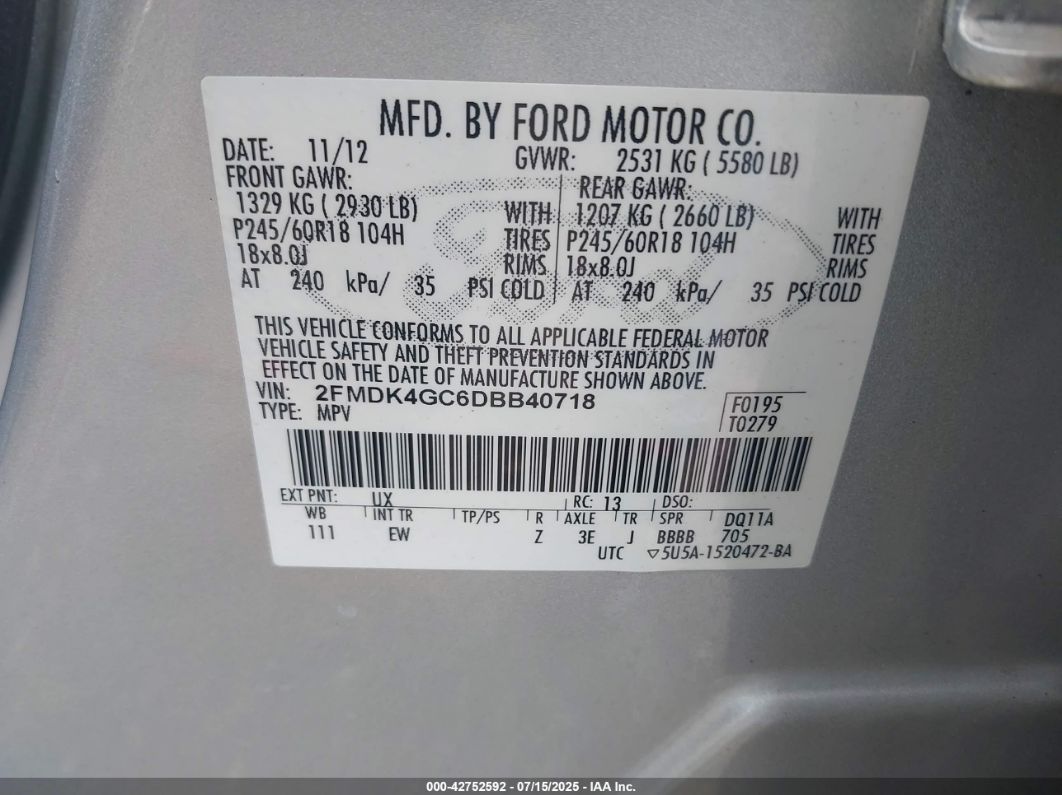 MFD. BY FORD MOTOR CO.
DATE: 11/12 GVWR: 2531 KG ( 5580 LB)
FRONT GAWR: REAR GAWR:
1329 KG ( 2930 LB) WITH 1207 KG ( 2660 LB) WITH
P245/60R18 104H TIRES P245/60R18 104H TIRES
18x8.0J RIMS 18x8.0J RIMS
AT 240 kPa/ 35 PSI COLD AT 240 kPa/ 35 PSI COLD
Ford
THIS VEHICLE CONFORMS TO ALL APPLICABLE FEDERAL MOTOR
VEHICLE SAFETY AND THEFT PREVENTION STANDARDS IN
EFFECT ON THE DATE OF MANUFACTURE SHOWN ABOVE.
VIN: 2FMDK4GC6DBB40718 F0195
TYPE: MPV T0279
EXT PNT: UX RC: 13 DSO:
WB INT TR TP/PS R AXLE TR SPR DQ11A
111 EW Z 3E J BBBB 705
UTC ▽5U5A-1520472-BA
000-42752592 - 07/15/2025 - IAA Inc.